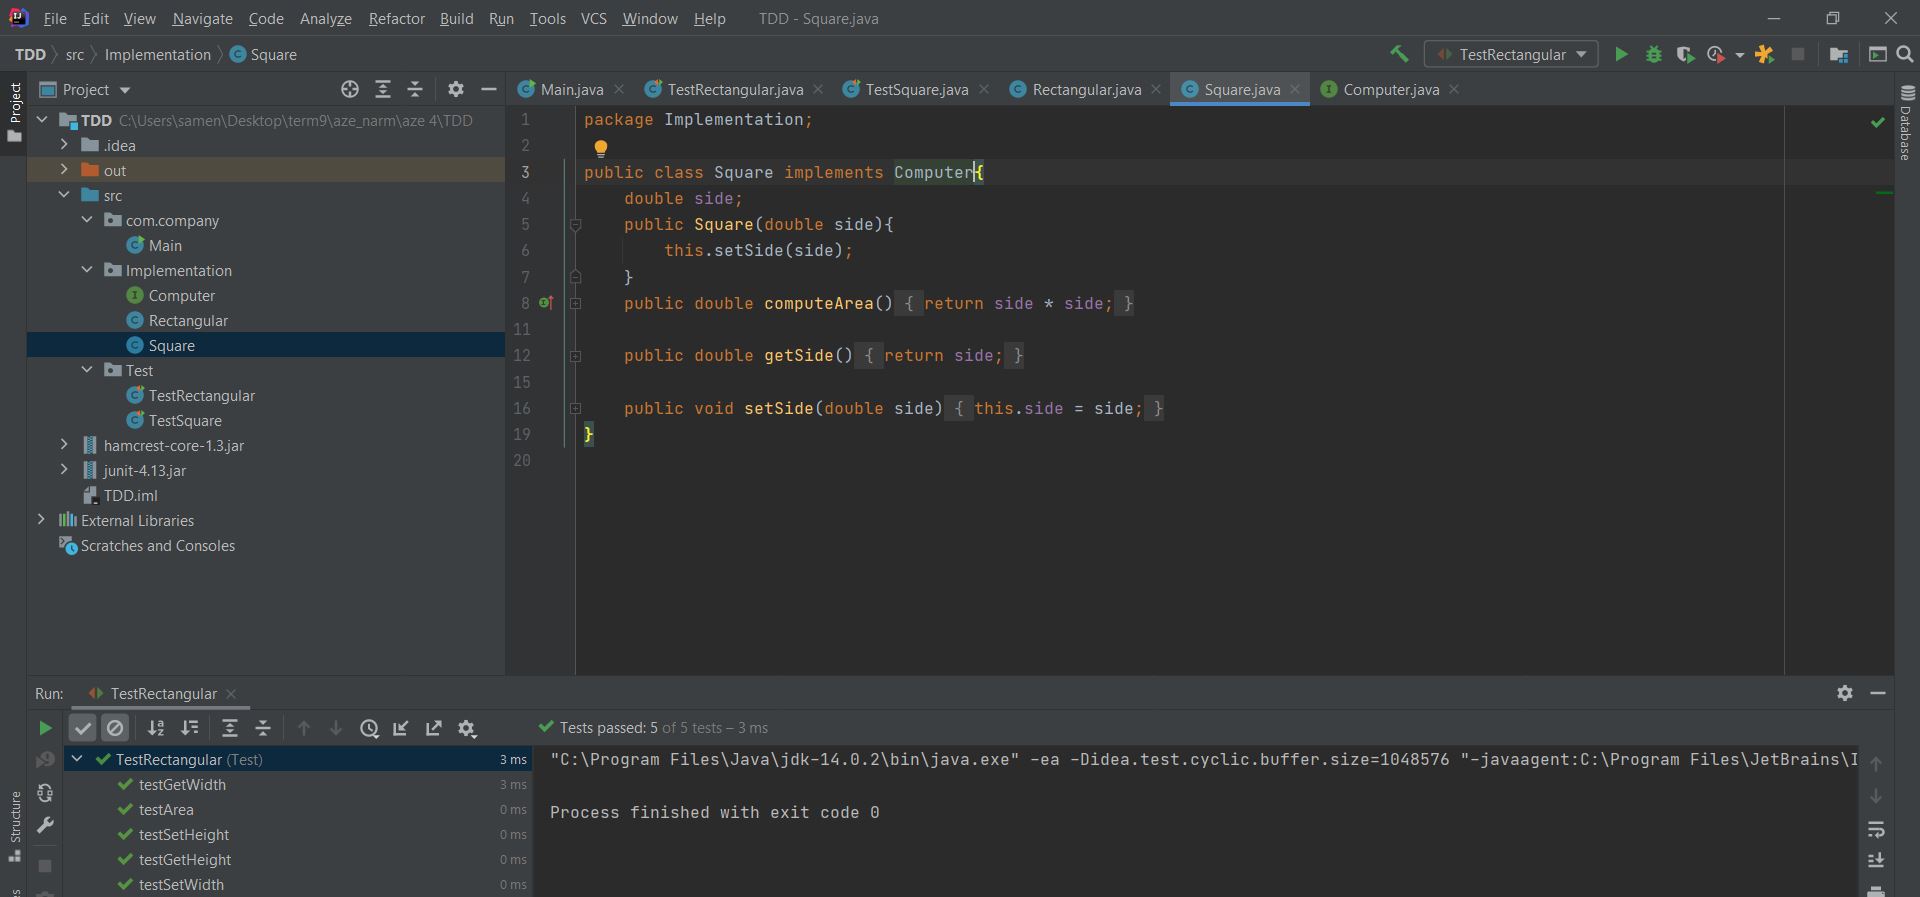 File Edit View Navigate Code Analyze Refactor Build Run Tools VCS Window Help TDD - Square.java
TDD src Implementation Square TestRectangular
Project
Project
Main.java TestRectangular.java TestSquare.java Rectangular.java Square.java Computer.java
Database
TDD C:\Users\samen\Desktop\term9\aze_narm\aze 4\TDD
.idea
out
src
com.company
Main
Implementation
Computer
Rectangular
Square
Test
TestRectangular
TestSquare
hamcrest-core-1.3.jar
junit-4.13.jar
TDD.iml
External Libraries
Scratches and Consoles
1 package Implementation;
2
3 public class Square implements Computer{
4 double side;
5 public Square(double side){
6 this.setSide(side);
7 }
8 public double computeArea() { return side * side; }
11
12 public double getSide() { return side; }
15
16 public void setSide(double side) { this.side = side; }
19 }
20
Run: TestRectangular
Tests passed: 5 of 5 tests – 3 ms
TestRectangular (Test) 3 ms
testGetWidth 3 ms
testArea 0 ms
testSetHeight 0 ms
testGetHeight 0 ms
testSetWidth 0 ms
"C:\Program Files\Java\jdk-14.0.2\bin\java.exe" -ea -Didea.test.cyclic.buffer.size=1048576 "-javaagent:C:\Program Files\JetBrains\I
Process finished with exit code 0
Structure